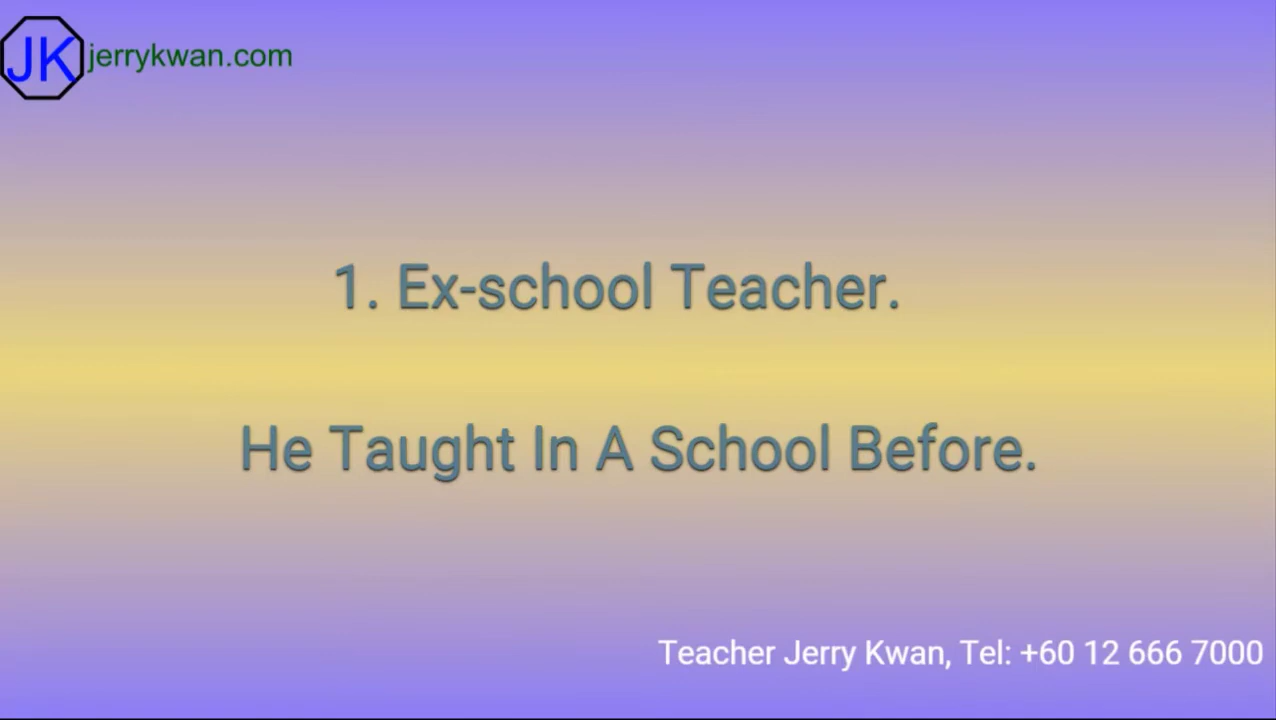 JK jerrykwan.com
1. Ex-school Teacher.
He Taught In A School Before.
Teacher Jerry Kwan, Tel: +60 12 666 7000